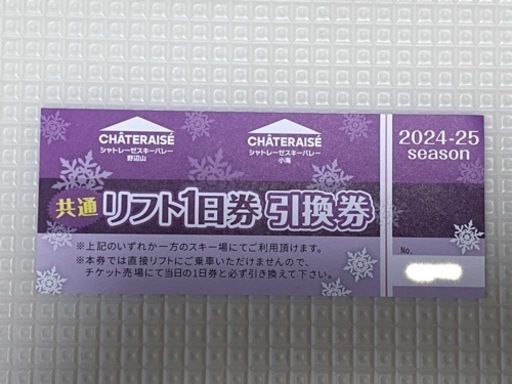 CHÂTERAISÉ
シャトレーゼスキーバレー
野辺山
CHÂTERAISÉ
シャトレーゼスキーバレー
小海
2024-25
season
共通 リフト1日券 引換券
※上記のいずれか一方のスキー場にてご利用頂けます。
※本券では直接リフトにご乗車いただけませんので、
チケット売場にて当日の1日券と必ず引き換えて下さい。
No.